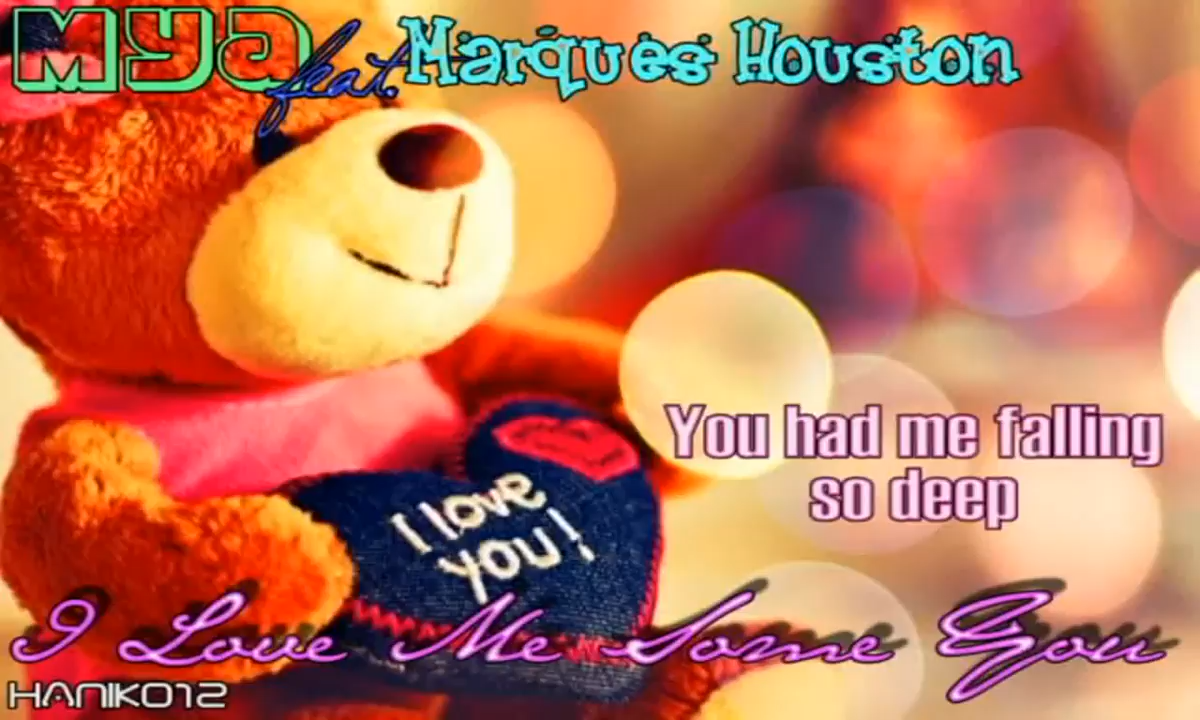 Mya feat. Marques Houston
You had me falling
so deep
I love
you!
I Love Me Some You
HANIK012